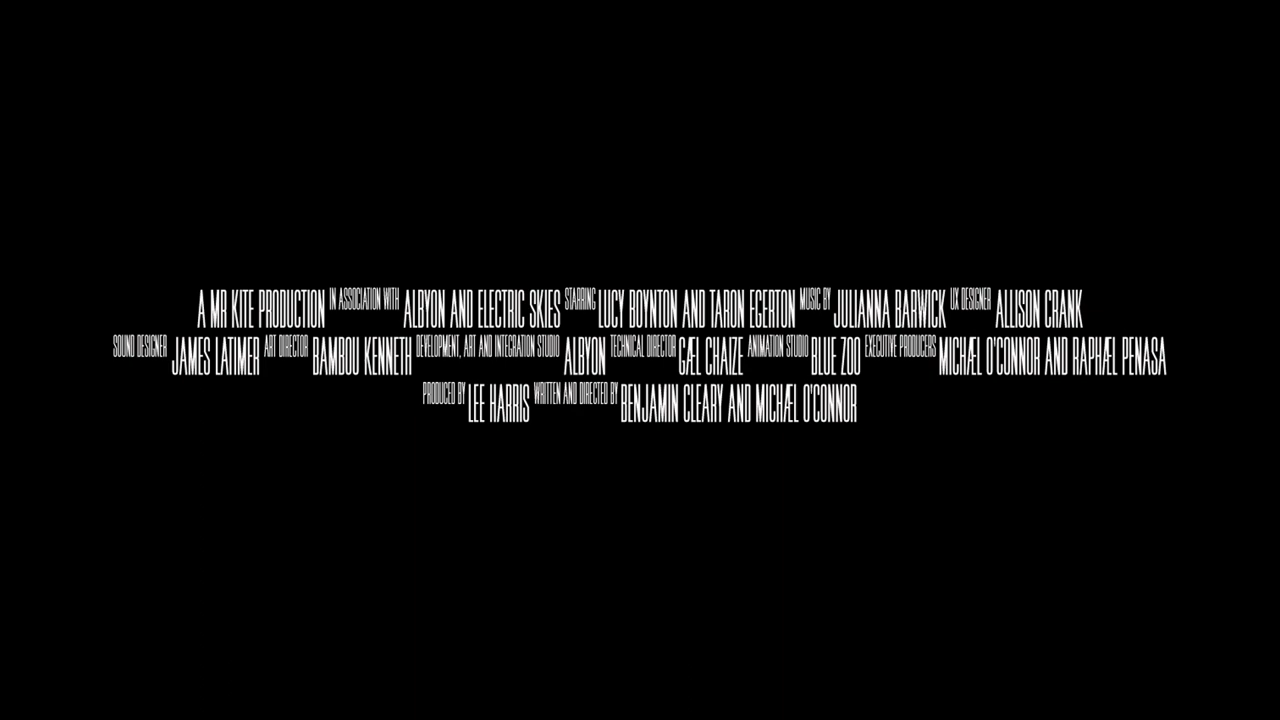 A MR KITE PRODUCTION IN ASSOCIATION WITH ALBYON AND ELECTRIC SKIES STARRING LUCY BOYNTON AND TARON EGERTON MUSIC BY JULIANNA BARWICK UX DESIGNER ALLISON CRANK
SOUND DESIGNER JAMES LATIMER ART DIRECTOR BAMBOU KENNETH DEVELOPMENT, ART AND INTEGRATION STUDIO ALBYON TECHNICAL DIRECTOR GÆL CHAIZE ANIMATION STUDIO BLUE ZOO EXECUTIVE PRODUCERS MICHÆL O'CONNOR AND RAPHÆL PENASA
PRODUCED BY LEE HARRIS WRITTEN AND DIRECTED BY BENJAMIN CLEARY AND MICHÆL O'CONNOR